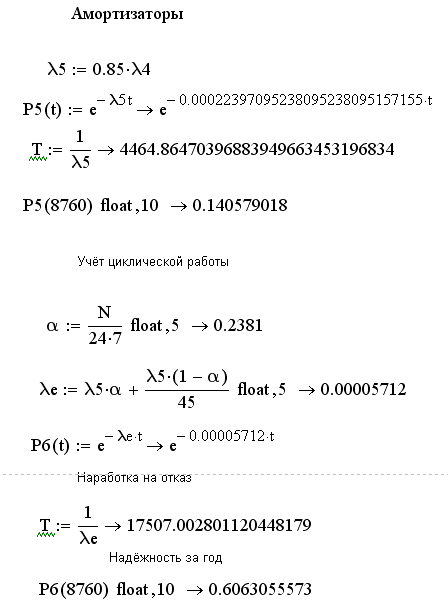 Амортизаторы
λ5 := 0.85·λ4
P5(t) := e^(- λ5t) → e^(- 0.00022397095238095238095157155·t)
T := 1/λ5 → 4464.8647039688394966345319683​4
P5(8760) float,10 → 0.140579018
Учёт циклической работы
α := N/(24·7) float,5 → 0.2381
λe := λ5·α + λ5·(1 − α)/45 float,5 → 0.00005712
P6(t) := e^(- λe·t) → e^(- 0.00005712·t)
Наработка на отказ
T := 1/λe → 17507.002801120448179
Надёжность за год
P6(8760) float,10 → 0.6063055573